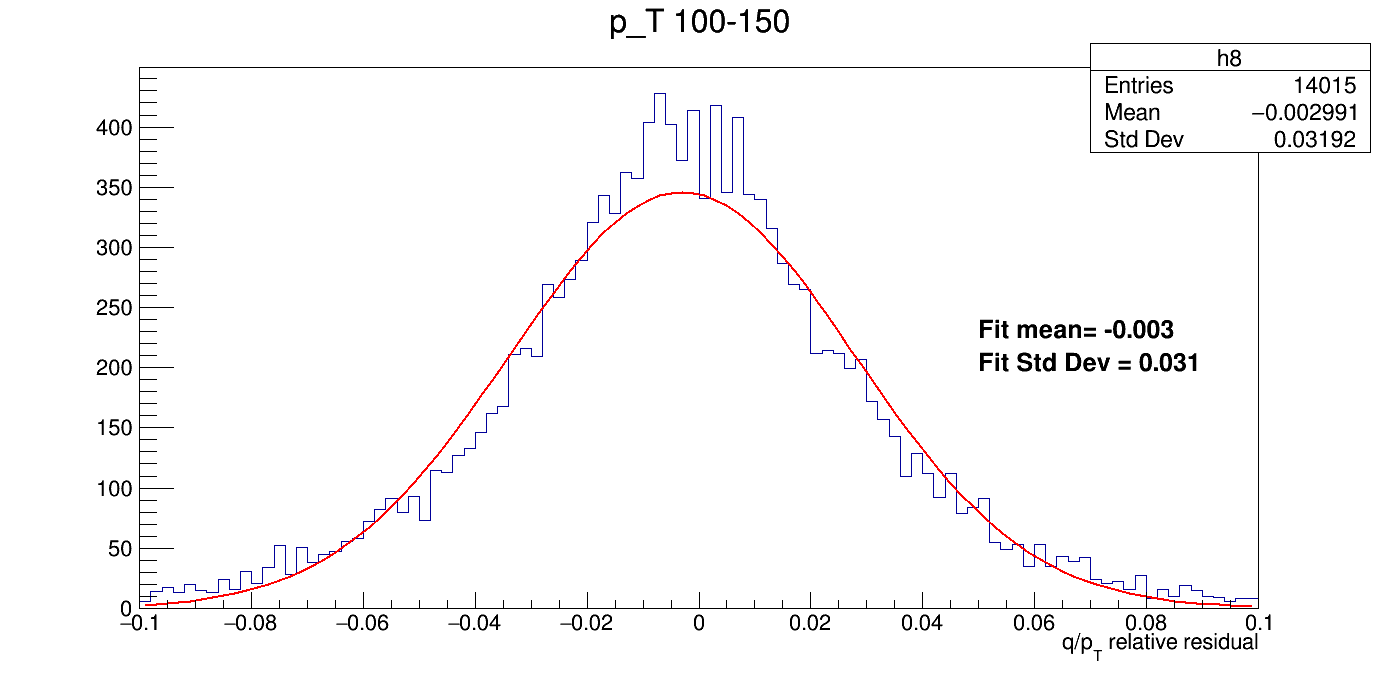 p_T 100-150
h8
Entries 14015
Mean −0.002991
Std Dev 0.03192
400
350
300
250
200
150
100
50
0
Fit mean= -0.003
Fit Std Dev = 0.031
−0.1 −0.08 −0.06 −0.04 −0.02 0 0.02 0.04 0.06 0.08 0.1
q/p_T relative residual